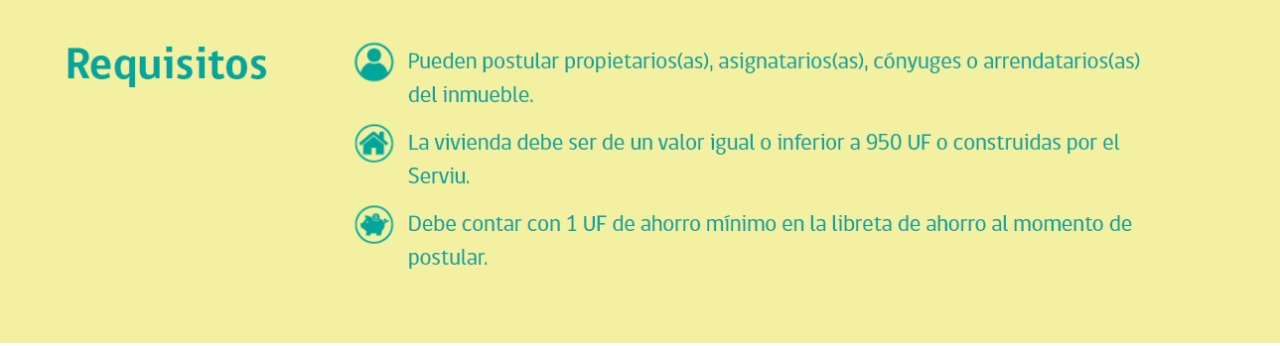 Requisitos
Pueden postular propietarios(as), asignatarios(as), cónyuges o arrendatarios(as)
del inmueble.
La vivienda debe ser de un valor igual o inferior a 950 UF o construidas por el
Serviu.
Debe contar con 1 UF de ahorro mínimo en la libreta de ahorro al momento de
postular.